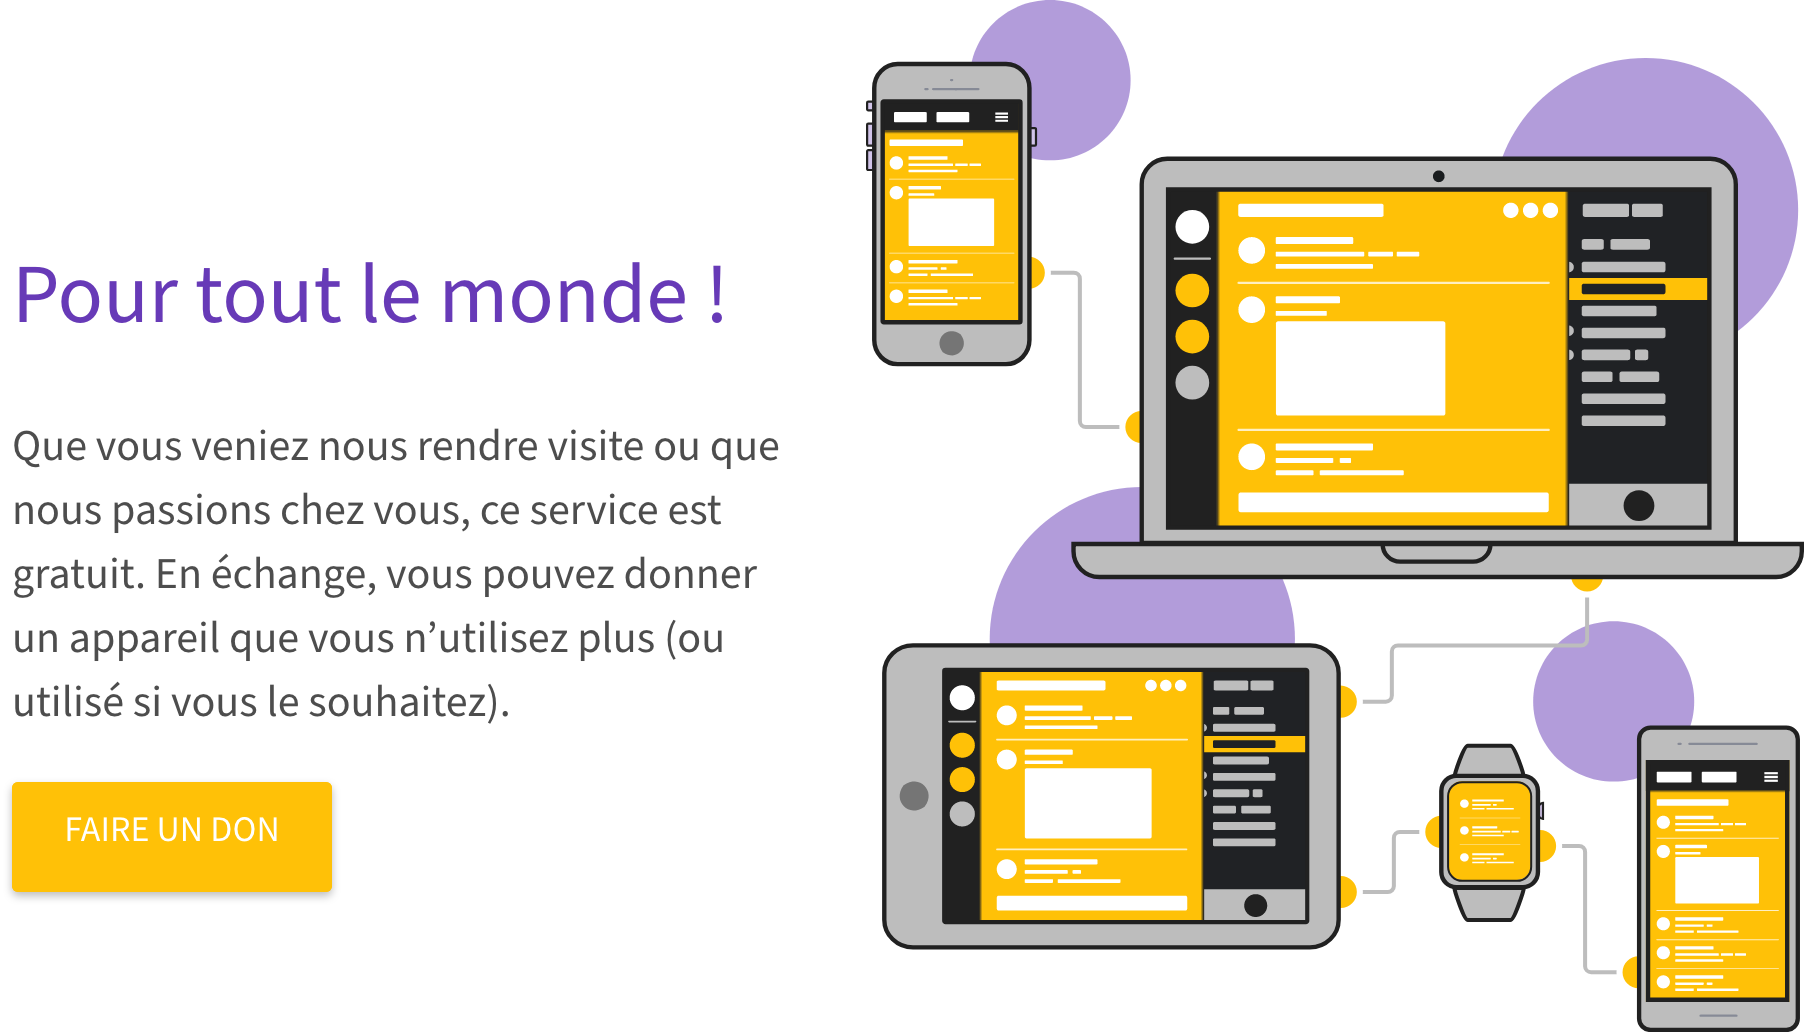 Pour tout le monde !
Que vous veniez nous rendre visite ou que
nous passions chez vous, ce service est
gratuit. En échange, vous pouvez donner
un appareil que vous n’utilisez plus (ou
utilisé si vous le souhaitez).
FAIRE UN DON